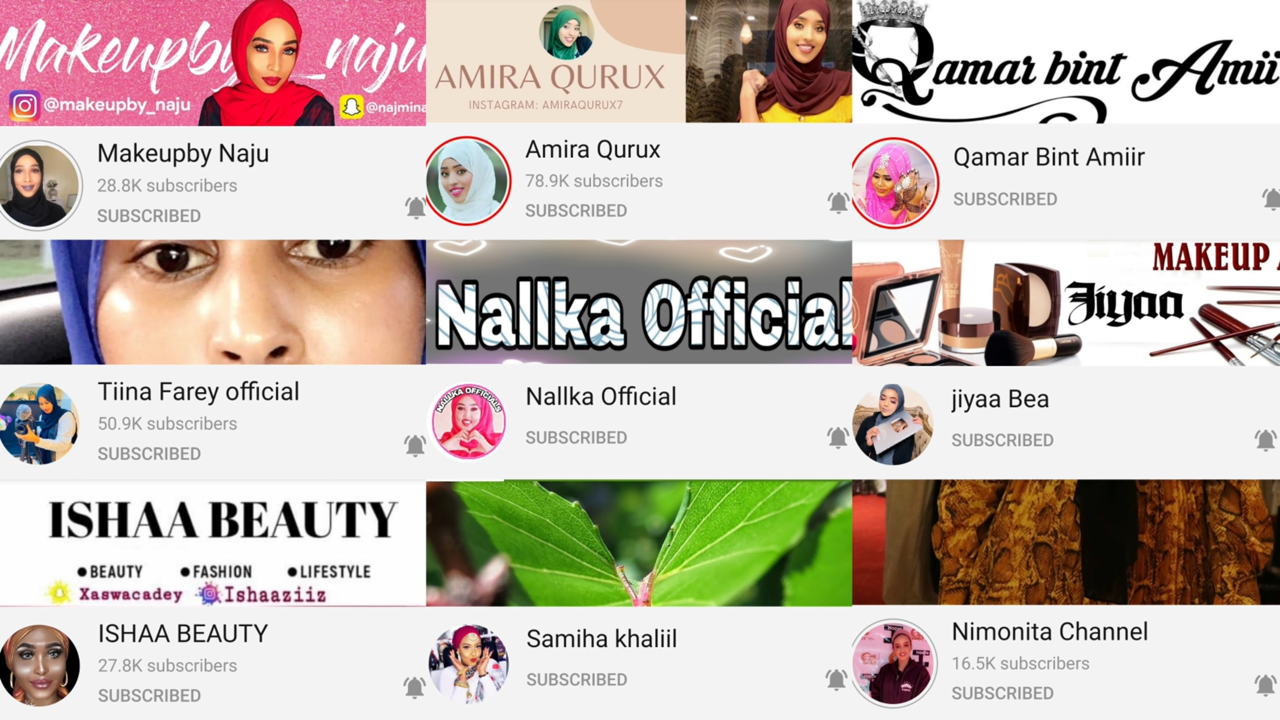 Makeupby_naju
@makeupby_naju
@najmina
Makeupby Naju
28.8K subscribers
SUBSCRIBED
AMIRA QURUX
INSTAGRAM: AMIRAQURUX7
Amira Qurux
78.9K subscribers
SUBSCRIBED
Qamar bint Amii
Qamar Bint Amiir
SUBSCRIBED
Tiina Farey official
50.9K subscribers
SUBSCRIBED
Nallka Official
NALLKA OFFICIALS
Nallka Official
SUBSCRIBED
MAKEUP A
Jiyaa
jiyaa Bea
SUBSCRIBED
ISHAA BEAUTY
●BEAUTY ●FASHION ●LIFESTYLE
Xaswacadey Ishaaziiz
ISHAA BEAUTY
27.8K subscribers
SUBSCRIBED
Samiha khaliil
SUBSCRIBED
Nimonita Channel
16.5K subscribers
SUBSCRIBED